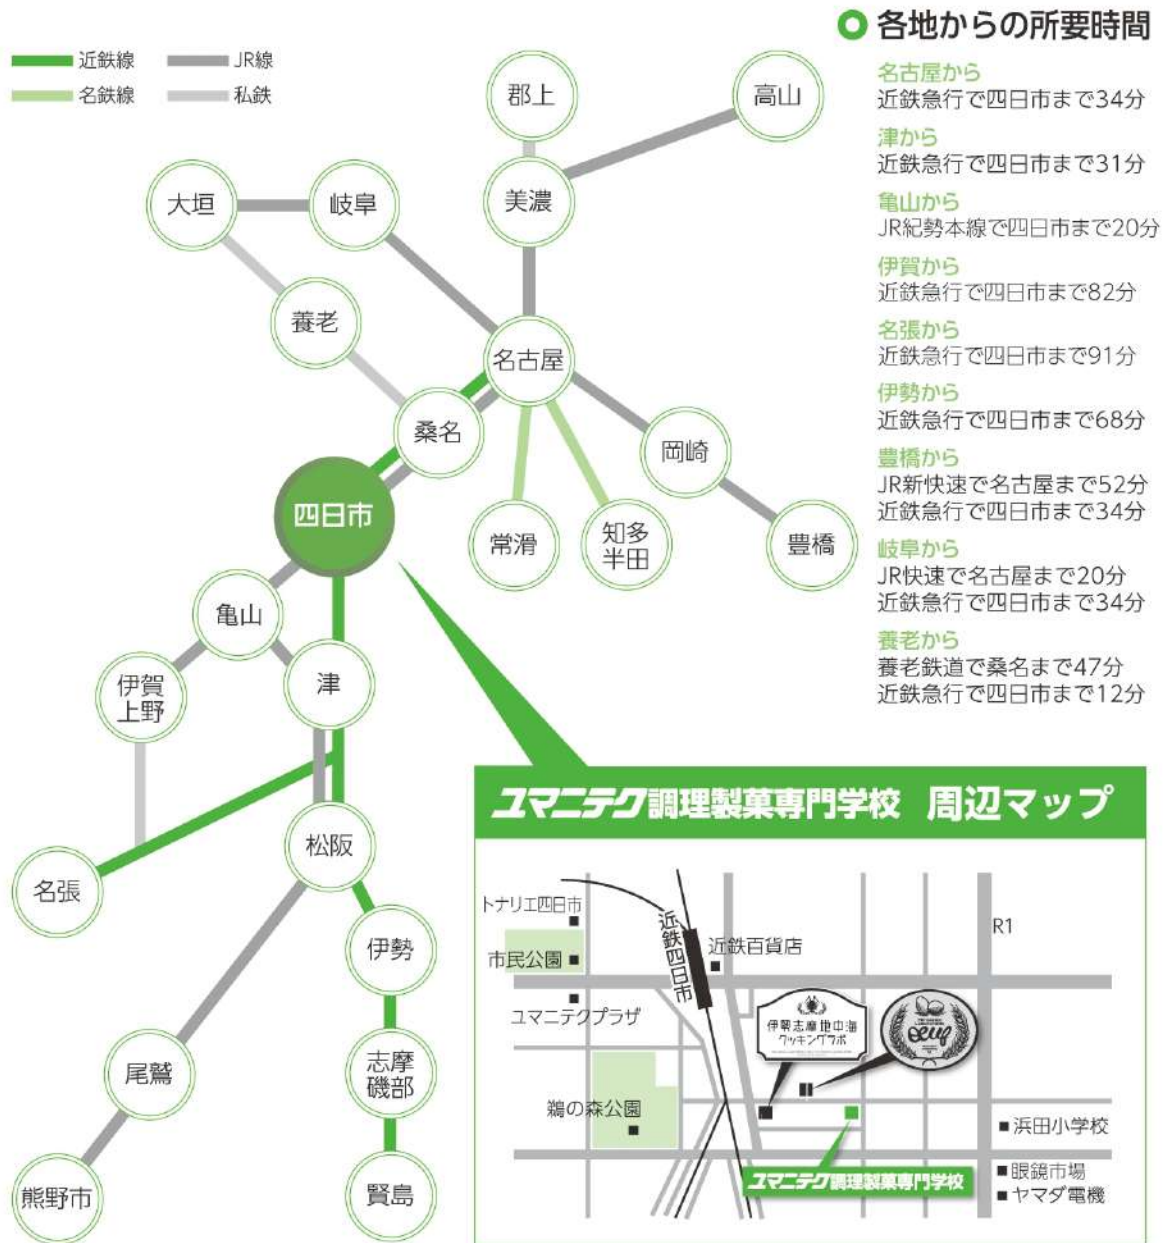 近鉄線
JR線
名鉄線
私鉄
各地からの所要時間
名古屋から
近鉄急行で四日市まで34分
津から
近鉄急行で四日市まで31分
亀山から
JR紀勢本線で四日市まで20分
伊賀から
近鉄急行で四日市まで82分
名張から
近鉄急行で四日市まで91分
伊勢から
近鉄急行で四日市まで68分
豊橋から
JR新快速で名古屋まで52分
近鉄急行で四日市まで34分
岐阜から
JR快速で名古屋まで20分
近鉄急行で四日市まで34分
養老から
養老鉄道で桑名まで47分
近鉄急行で四日市まで12分
郡上
高山
大垣
岐阜
美濃
養老
名古屋
桑名
岡崎
四日市
常滑
知多
半田
豊橋
亀山
伊賀
上野
津
松阪
名張
伊勢
尾鷲
志摩
磯部
熊野市
賢島
ユマニテク調理製菓専門学校 周辺マップ
トナリエ四日市
近鉄四日市
R1
市民公園
近鉄百貨店
ユマニテクプラザ
伊勢志摩地中海
クッキングラボ
oeuf
鵜の森公園
浜田小学校
眼鏡市場
ユマニテク調理製菓専門学校
ヤマダ電機